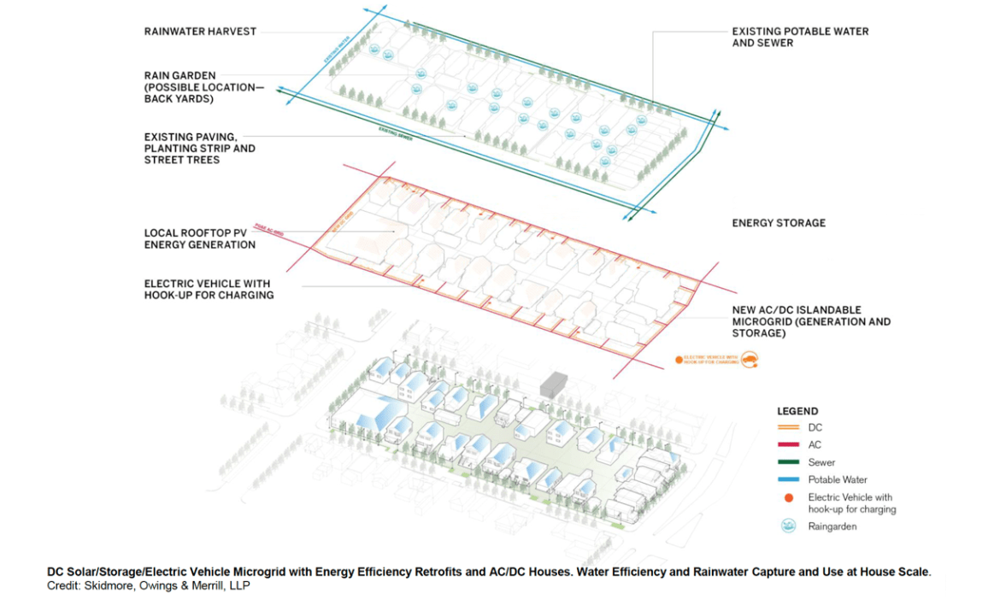 RAINWATER HARVEST
EXISTING POTABLE WATER
AND SEWER
EXISTING WATER
RAIN GARDEN
(POSSIBLE LOCATION—
BACK YARDS)
EXISTING PAVING,
PLANTING STRIP AND
STREET TREES
EXISTING SEWER
ENERGY STORAGE
LOCAL ROOFTOP PV
ENERGY GENERATION
ELECTRIC VEHICLE WITH
HOOK-UP FOR CHARGING
NEW AC/DC ISLANDABLE
MICROGRID (GENERATION AND
STORAGE)
ELECTRIC VEHICLE WITH
HOOK-UP FOR CHARGING
LEGEND
DC
AC
Sewer
Potable Water
Electric Vehicle with
hook-up for charging
Raingarden
DC Solar/Storage/Electric Vehicle Microgrid with Energy Efficiency Retrofits and AC/DC Houses. Water Efficiency and Rainwater Capture and Use at House Scale.
Credit: Skidmore, Owings & Merrill, LLP